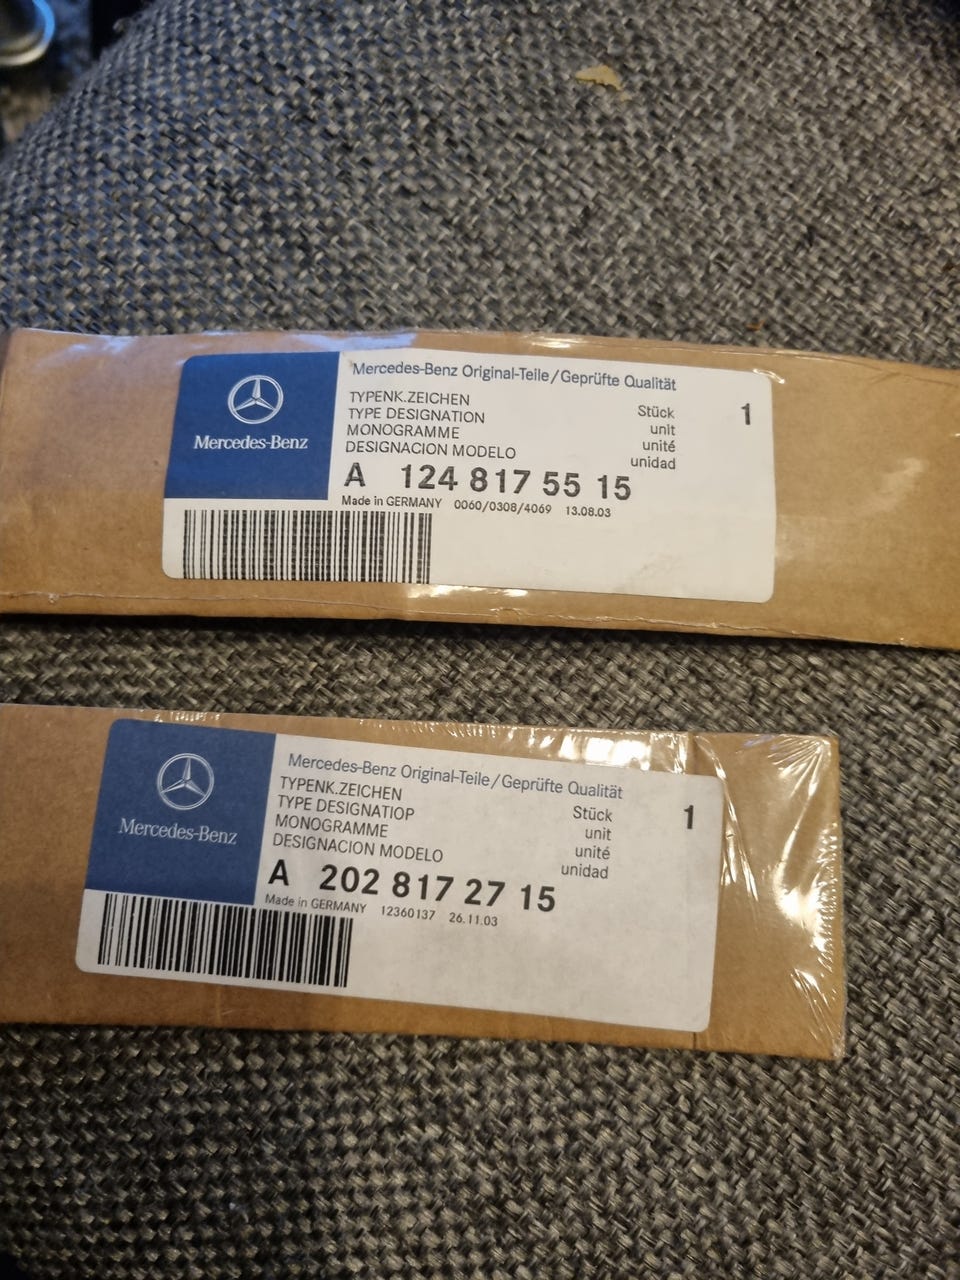 Mercedes-Benz
Mercedes-Benz Original-Teile/Geprüfte Qualität
TYPENK.ZEICHEN
TYPE DESIGNATION
MONOGRAMME
DESIGNACION MODELO
Stück
unit
unité
unidad
1
A 124 817 55 15
Made in GERMANY 0060/0308/4069 13.08.03
Mercedes-Benz
Mercedes-Benz Original-Teile/Geprüfte Qualität
TYPENK.ZEICHEN
TYPE DESIGNATIOP
MONOGRAMME
DESIGNACION MODELO
Stück
unit
unité
unidad
1
A 202 817 27 15
Made in GERMANY 12360137 26.11.03